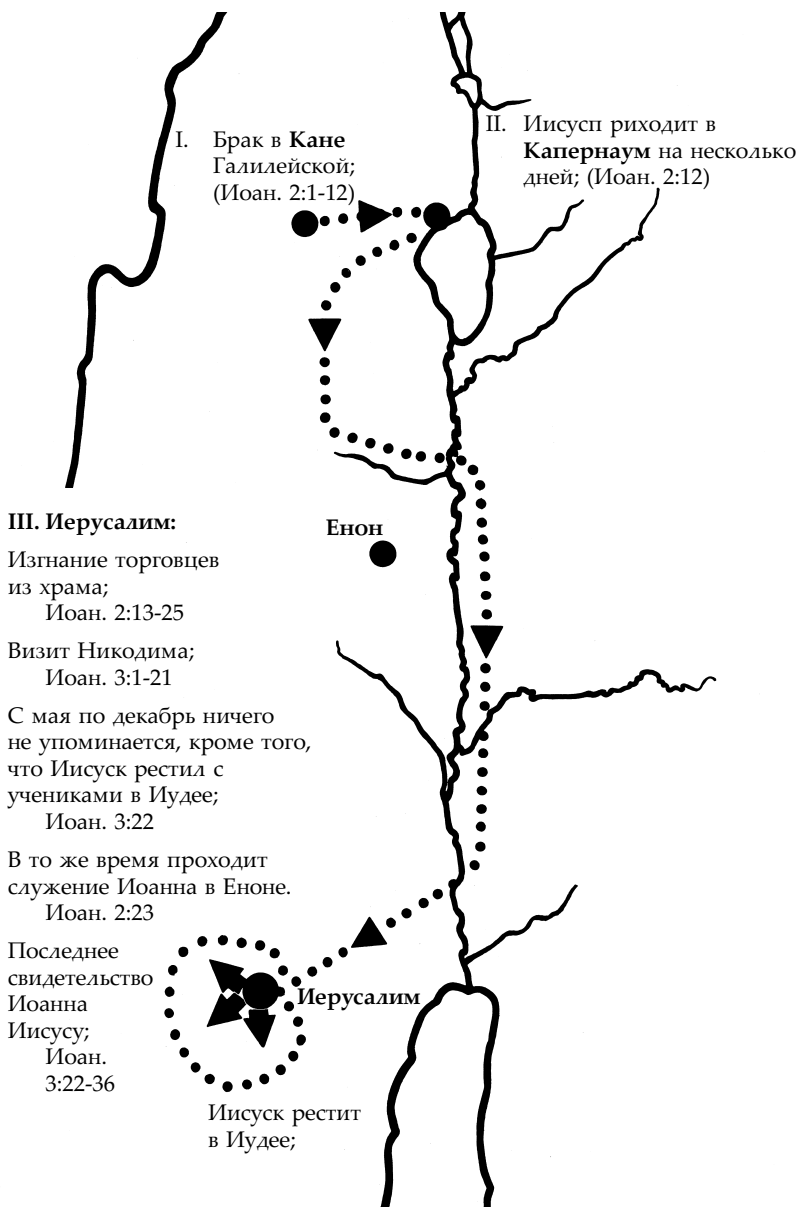 I. Брак в Кане
Галилейской;
(Иоан. 2:1-12)
II. Иисусп риходит в
Капернаум на несколько
дней; (Иоан. 2:12)
III. Иерусалим:
Изгнание торговцев
из храма;
Иоан. 2:13-25
Визит Никодима;
Иоан. 3:1-21
С мая по декабрь ничего
не упоминается, кроме того,
что Иисуск рестил с
учениками в Иудее;
Иоан. 3:22
В то же время проходит
служение Иоанна в Еноне.
Иоан. 2:23
Последнее
свидетельство
Иоанна
Иисусу;
Иоан.
3:22-36
Енон
Иерусалим
Иисуск рестит
в Иудее;